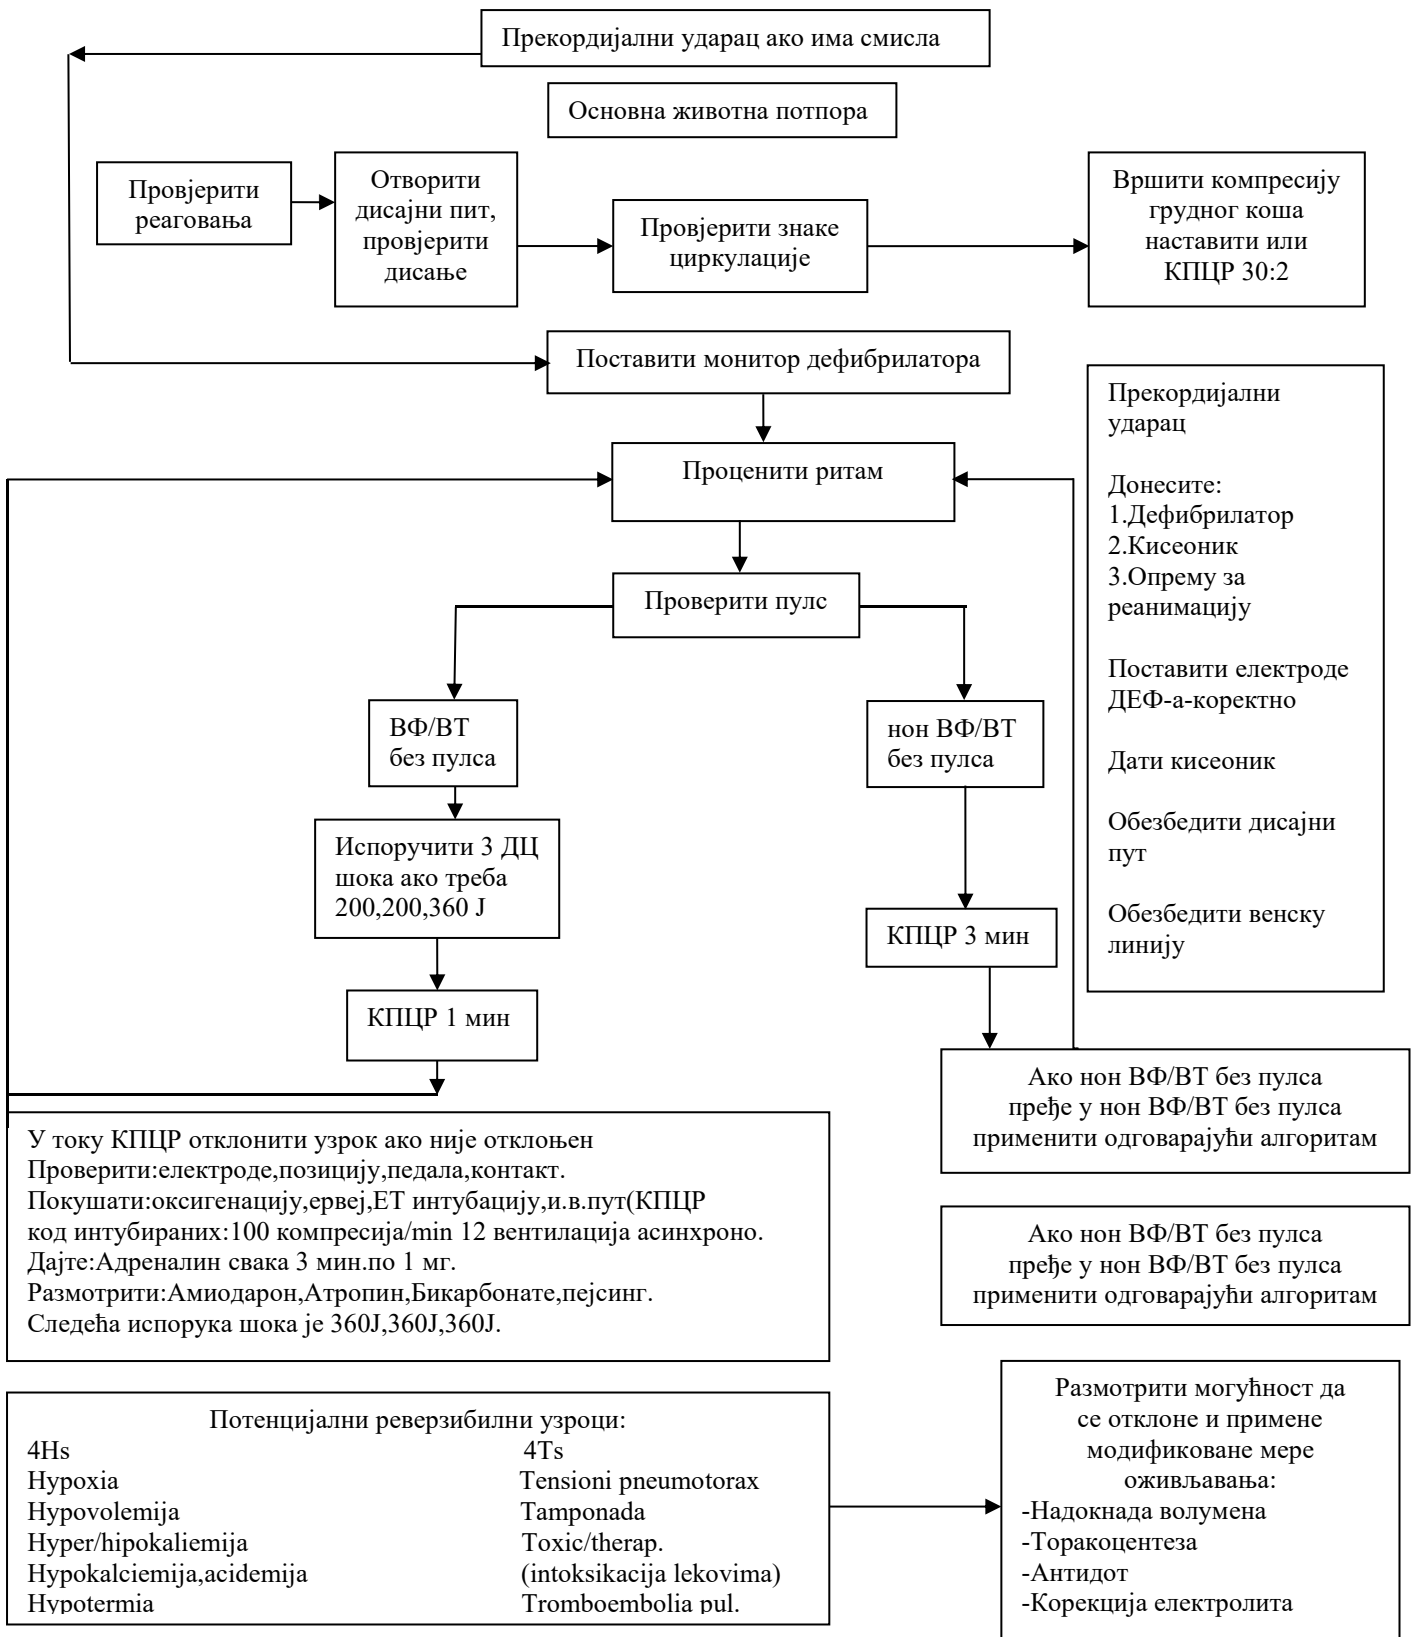 Прекордијални ударац ако има смисла
Основна животна потпора
Провјерити
реаговања
Отворити
дисајни пит,
провјерити
дисање
Провјерити знаке
циркулације
Вршити компресију
грудног коша
наставити или
КПЦР 30:2
Поставити монитор дефибрилатора
Прекордијални
ударац
Донесите:
1.Дефибрилатор
2.Кисеоник
3.Опрему за
реанимацију
Поставити електроде
ДЕФ-а-коректно
Дати кисеоник
Обезбедити дисајни
пут
Обезбедити венску
линију
Проценити ритам
Проверити пулс
ВФ/ВТ
без пулса
нон ВФ/ВТ
без пулса
Испоручити 3 ДЦ
шока ако треба
200,200,360 Ј
КПЦР 3 мин
КПЦР 1 мин
Ако нон ВФ/ВТ без пулса
пређе у нон ВФ/ВТ без пулса
применити одговарајући алгоритам
У току КПЦР отклонити узрок ако није отклоњен
Проверити:електроде,позицију,педала,контакт.
Покушати:оксигенацију,ервеј,ЕТ интубацију,и.в.пут(КПЦР
код интубираних:100 компресија/min 12 вентилација асинхроно.
Дајте:Адреналин свака 3 мин.по 1 мг.
Размотрити:Амиодарон,Атропин,Бикарбонате,пејсинг.
Следећа испорука шока је 360Ј,360Ј,360Ј.
Ако нон ВФ/ВТ без пулса
пређе у нон ВФ/ВТ без пулса
применити одговарајући алгоритам
Потенцијални реверзибилни узроци:
4Hs 4Ts
Hypoxia Tensioni pneumotorax
Hypovolemija Tamponada
Hyper/hipokaliemija Toxic/therap.
Hypokalciemija,acidemija (intoksikacija lekovima)
Hypotermia Tromboembolia pul.
Размотрити могућност да
се отклоне и примене
модификоване мере
оживљавања:
-Надокнада волумена
-Торакоцентеза
-Антидот
-Корекција електролита